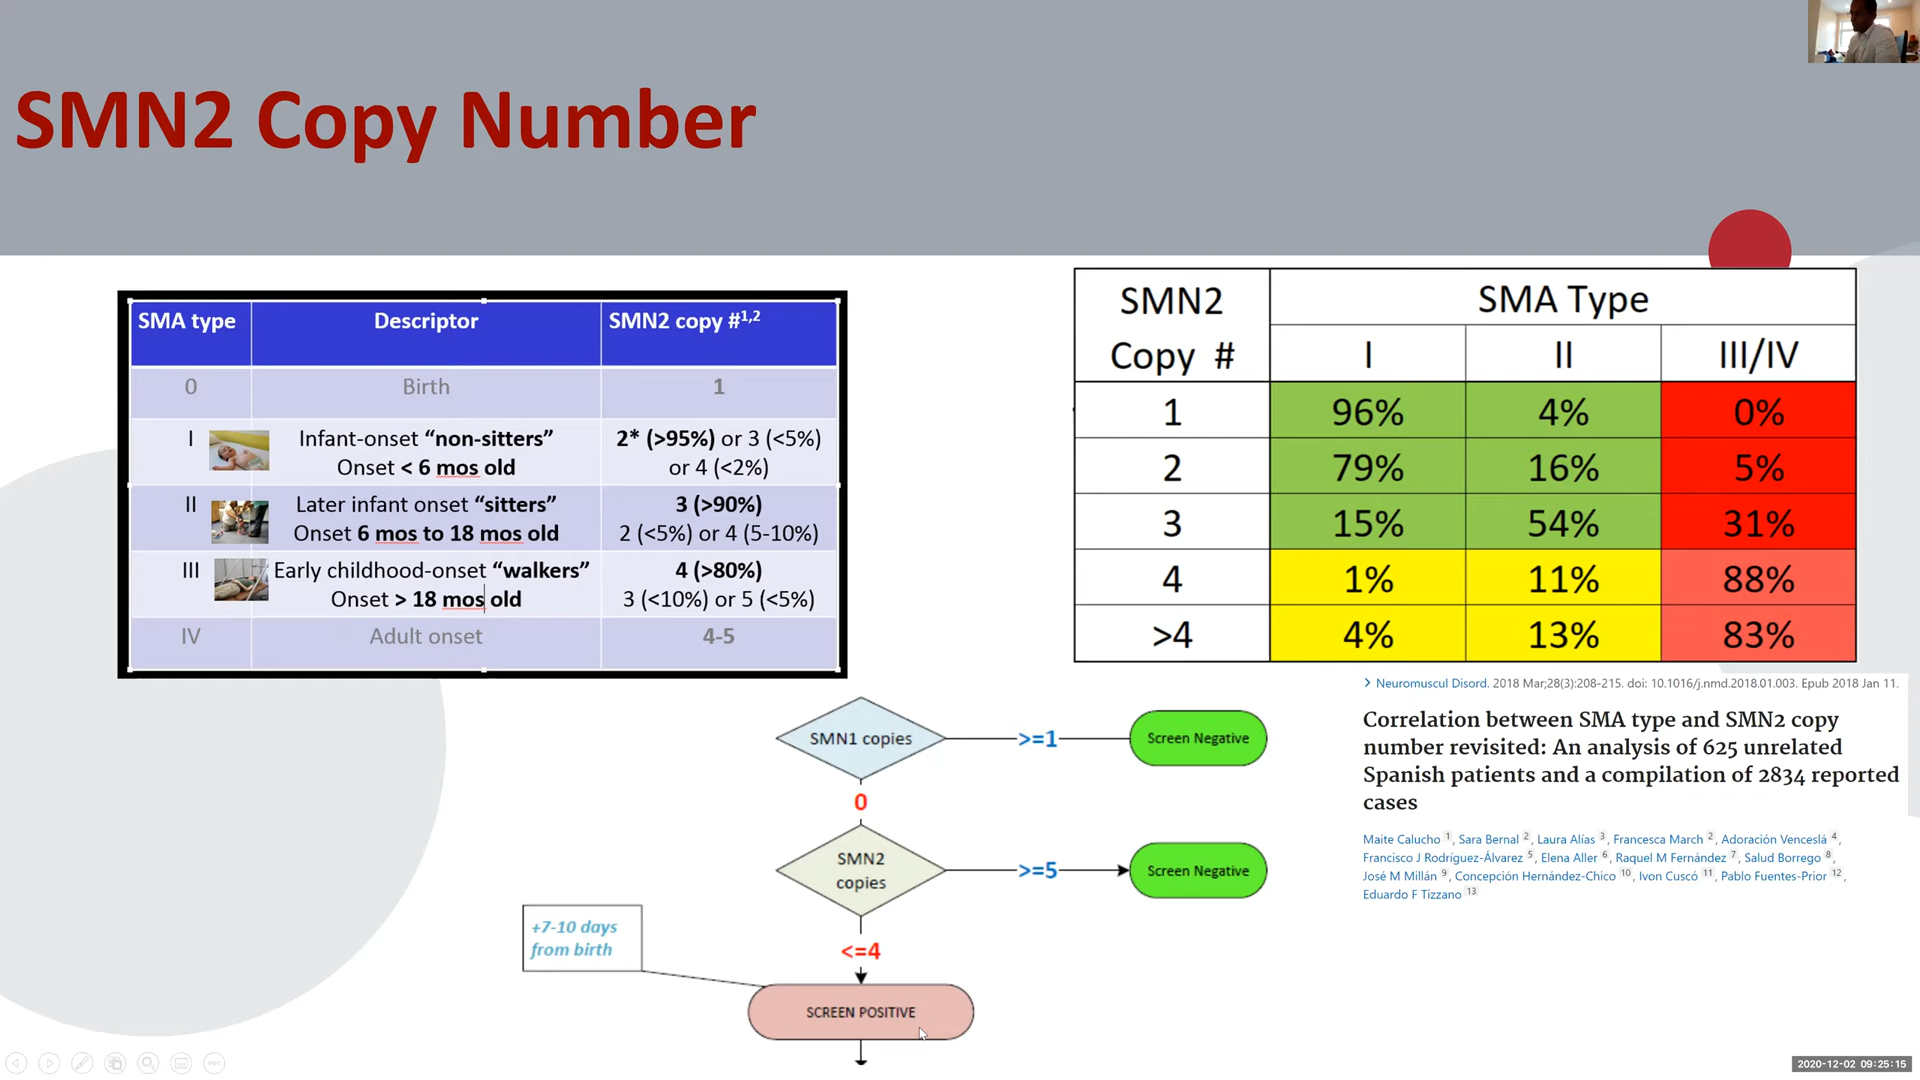 SMN2 Copy Number
SMA type Descriptor SMN2 copy #1,2
0 Birth 1
I Infant-onset “non-sitters” 2* (>95%) or 3 (<5%)
Onset < 6 mos old or 4 (<2%)
II Later infant onset “sitters” 3 (>90%)
Onset 6 mos to 18 mos old 2 (<5%) or 4 (5-10%)
III Early childhood-onset “walkers” 4 (>80%)
Onset > 18 mos old 3 (<10%) or 5 (<5%)
IV Adult onset 4-5
SMN2 SMA Type
Copy # I II III/IV
1 96% 4% 0%
2 79% 16% 5%
3 15% 54% 31%
4 1% 11% 88%
>4 4% 13% 83%
Neuromuscul Disord. 2018 Mar;28(3):208-215. doi: 10.1016/j.nmd.2018.01.003. Epub 2018 Jan 11.
Correlation between SMA type and SMN2 copy
number revisited: An analysis of 625 unrelated
Spanish patients and a compilation of 2834 reported
cases
Maite Calucho 1, Sara Bernal 2, Laura Alías 3, Francesca March 2, Adoración Venceslá 4,
Francisco J Rodríguez-Álvarez 5, Elena Aller 6, Raquel M Fernández 7, Salud Borrego 8,
José M Millán 9, Concepción Hernández-Chico 10, Ivon Cuscó 11, Pablo Fuentes-Prior 12,
Eduardo F Tizzano 13
SMN1 copies >=1 Screen Negative
0
SMN2
copies
>=5 Screen Negative
+7-10 days
from birth
<=4
SCREEN POSITIVE
2020-12-02 09:25:15